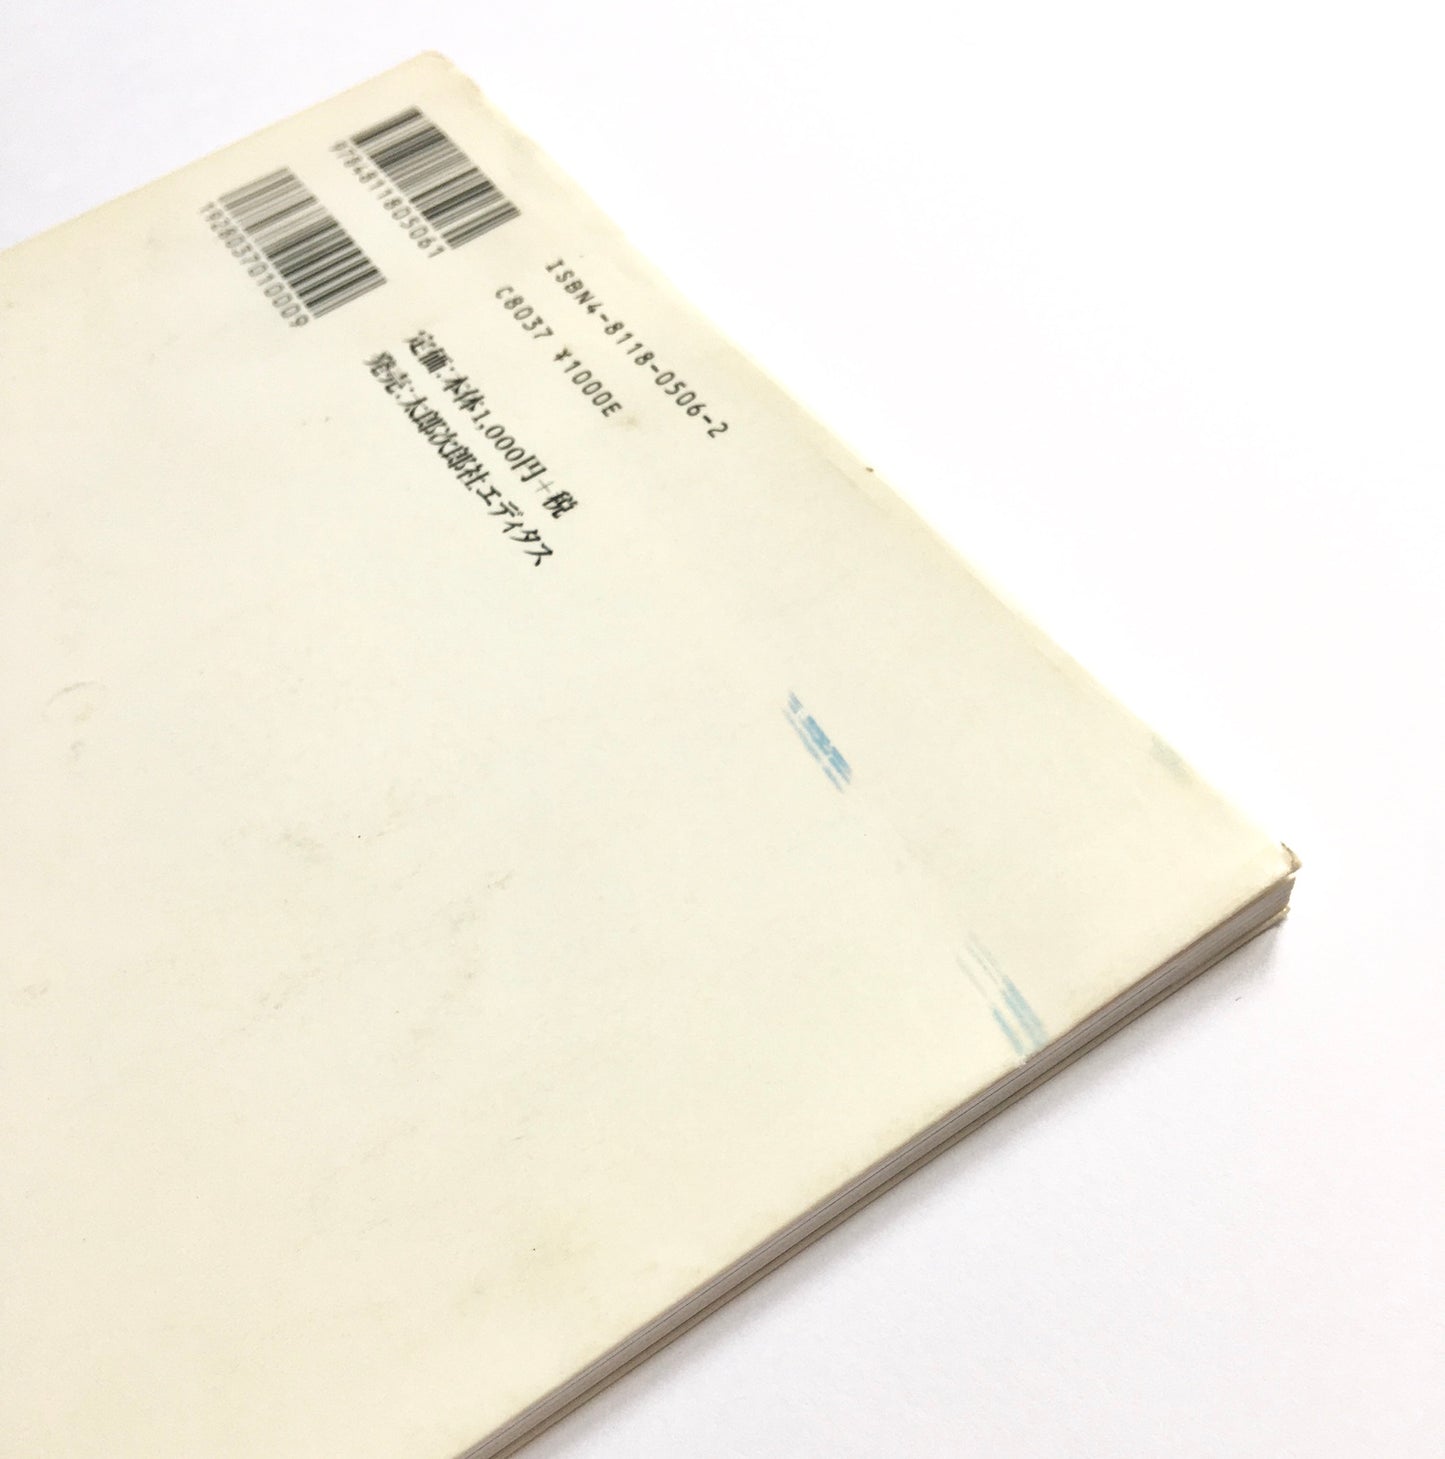 9784811805061
1928037010009
ISBN4-8118-0506-2
C8037 ¥1000E
定価:本体1,000円+税
発売:太郎次郎社エディタス